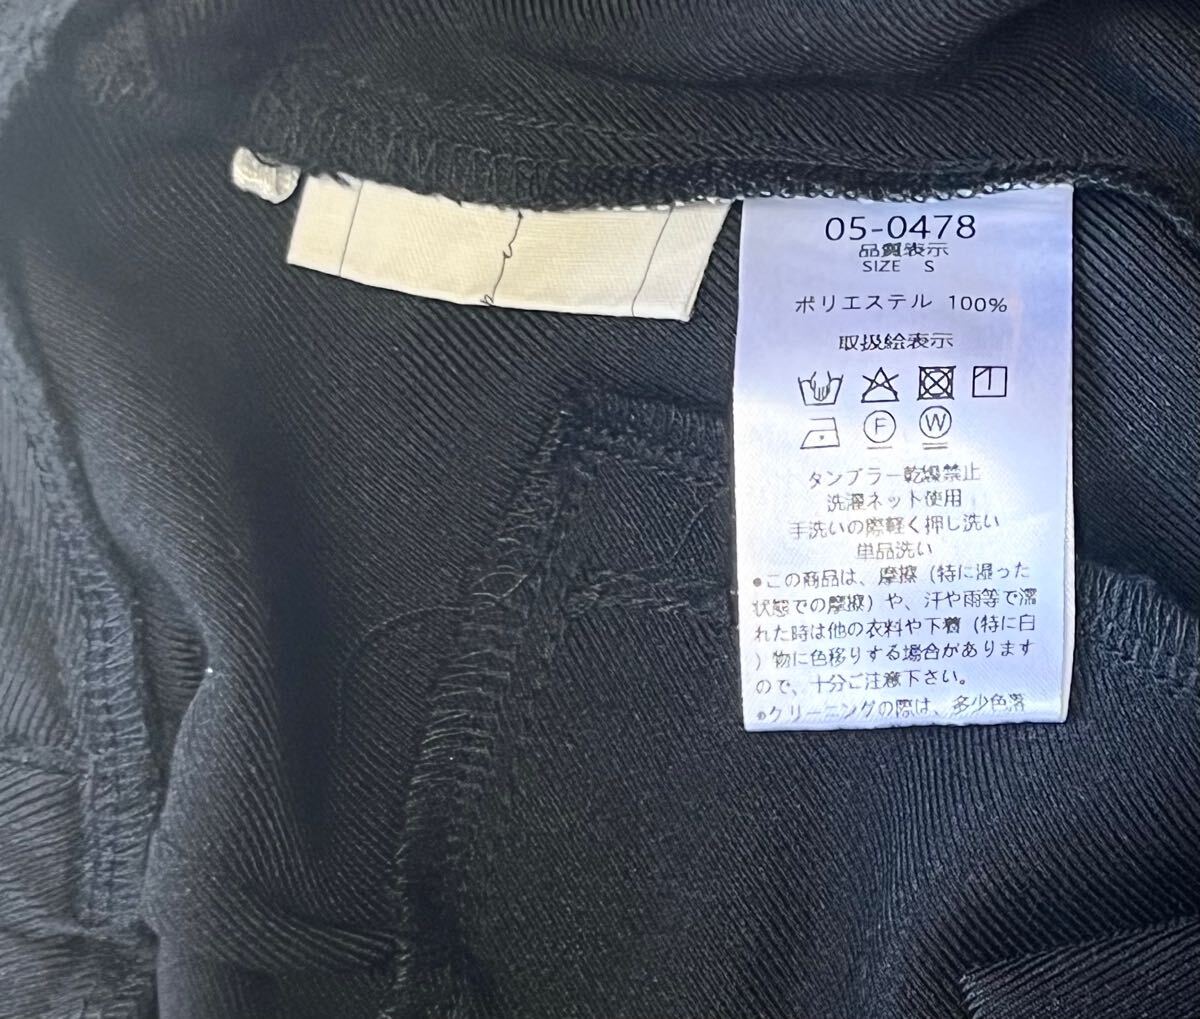 05-0478
品質表示
SIZE S
ポリエステル 100%
取扱絵表示
F W
タンブラー乾燥禁止
洗濯ネット使用
手洗いの際軽く押し洗い
単品洗い
●この商品は、摩擦（特に湿った
状態での摩擦）や、汗や雨等で濡
れた時は他の衣料や下着（特に白
）物に色移りする場合があります
ので、十分ご注意下さい。
●クリーニングの際は、多少色落